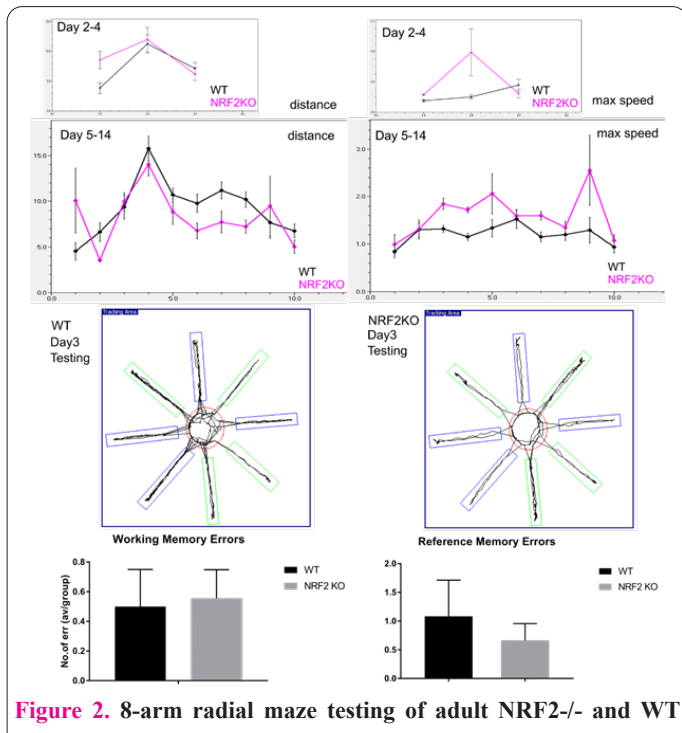 Day 2-4
WT
NRF2KO
distance
Day 2-4
WT
NRF2KO
max speed
Day 5-14
distance
15.0
10.0
5.0
0.0
WT
NRF2KO
5.0
10.0
Day 5-14
max speed
3.0
2.0
1.0
0.0
WT
NRF2KO
5.0
10.0
WT
Day3
Testing
Tracking Area
NRF2KO
Day3
Testing
Tracking Area
Working Memory Errors
No.of err (av/group)
0.8
0.6
0.4
0.2
0.0
WT
NRF2 KO
Reference Memory Errors
2.0
1.5
1.0
0.5
0.0
WT
NRF2 KO
Figure 2. 8-arm radial maze testing of adult NRF2-/- and WT